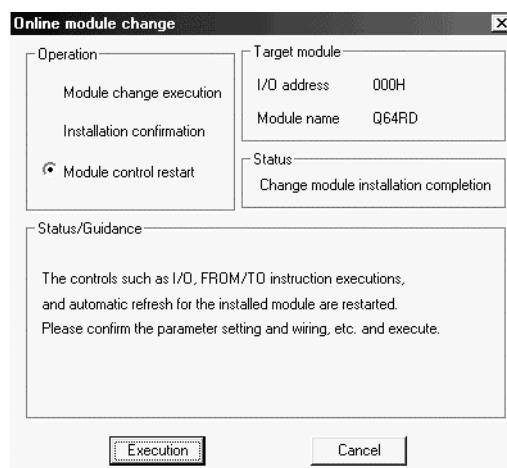 Online module change
Operation
Module change execution
Installation confirmation
Module control restart
Target module
I/O address 000H
Module name Q64RD
Status
Change module installation completion
Status/Guidance
The controls such as I/O, FROM/TO instruction executions,
and automatic refresh for the installed module are restarted.
Please confirm the parameter setting and wiring, etc. and execute.
Execution Cancel